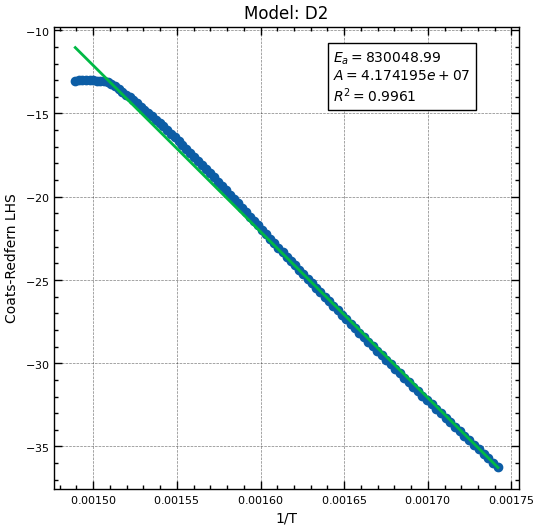 Model: D2
−10
−15
−20
−25
−30
−35
Coats-Redfern LHS
E_a = 830048.99
A = 4.174195e + 07
R² = 0.9961
0.00150 0.00155 0.00160 0.00165 0.00170 0.00175
1/T